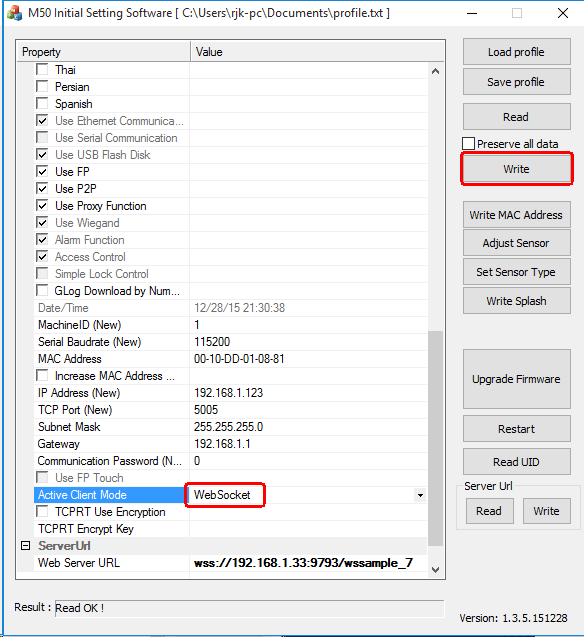 M50 Initial Setting Software [ C:\Users\rjk-pc\Documents\profile.txt ]
Property Value
Thai
Persian
Spanish
Use Ethernet Communica...
Use Serial Communication
Use USB Flash Disk
Use FP
Use P2P
Use Proxy Function
Use Wiegand
Alarm Function
Access Control
Simple Lock Control
GLog Download by Num...
Date/Time 12/28/15 21:30:38
MachineID (New) 1
Serial Baudrate (New) 115200
MAC Address 00-10-DD-01-08-81
Increase MAC Address ...
IP Address (New) 192.168.1.123
TCP Port (New) 5005
Subnet Mask 255.255.255.0
Gateway 192.168.1.1
Communication Password (N... 0
Use FP Touch
Active Client Mode WebSocket
TCPRT Use Encryption
TCPRT Encrypt Key
ServerUrl
Web Server URL wss://192.168.1.33:9793/wssample_7
Load profile
Save profile
Read
Preserve all data
Write
Write MAC Address
Adjust Sensor
Set Sensor Type
Write Splash
Upgrade Firmware
Restart
Read UID
Server Url
Read Write
Result : Read OK !
Version: 1.3.5.151228